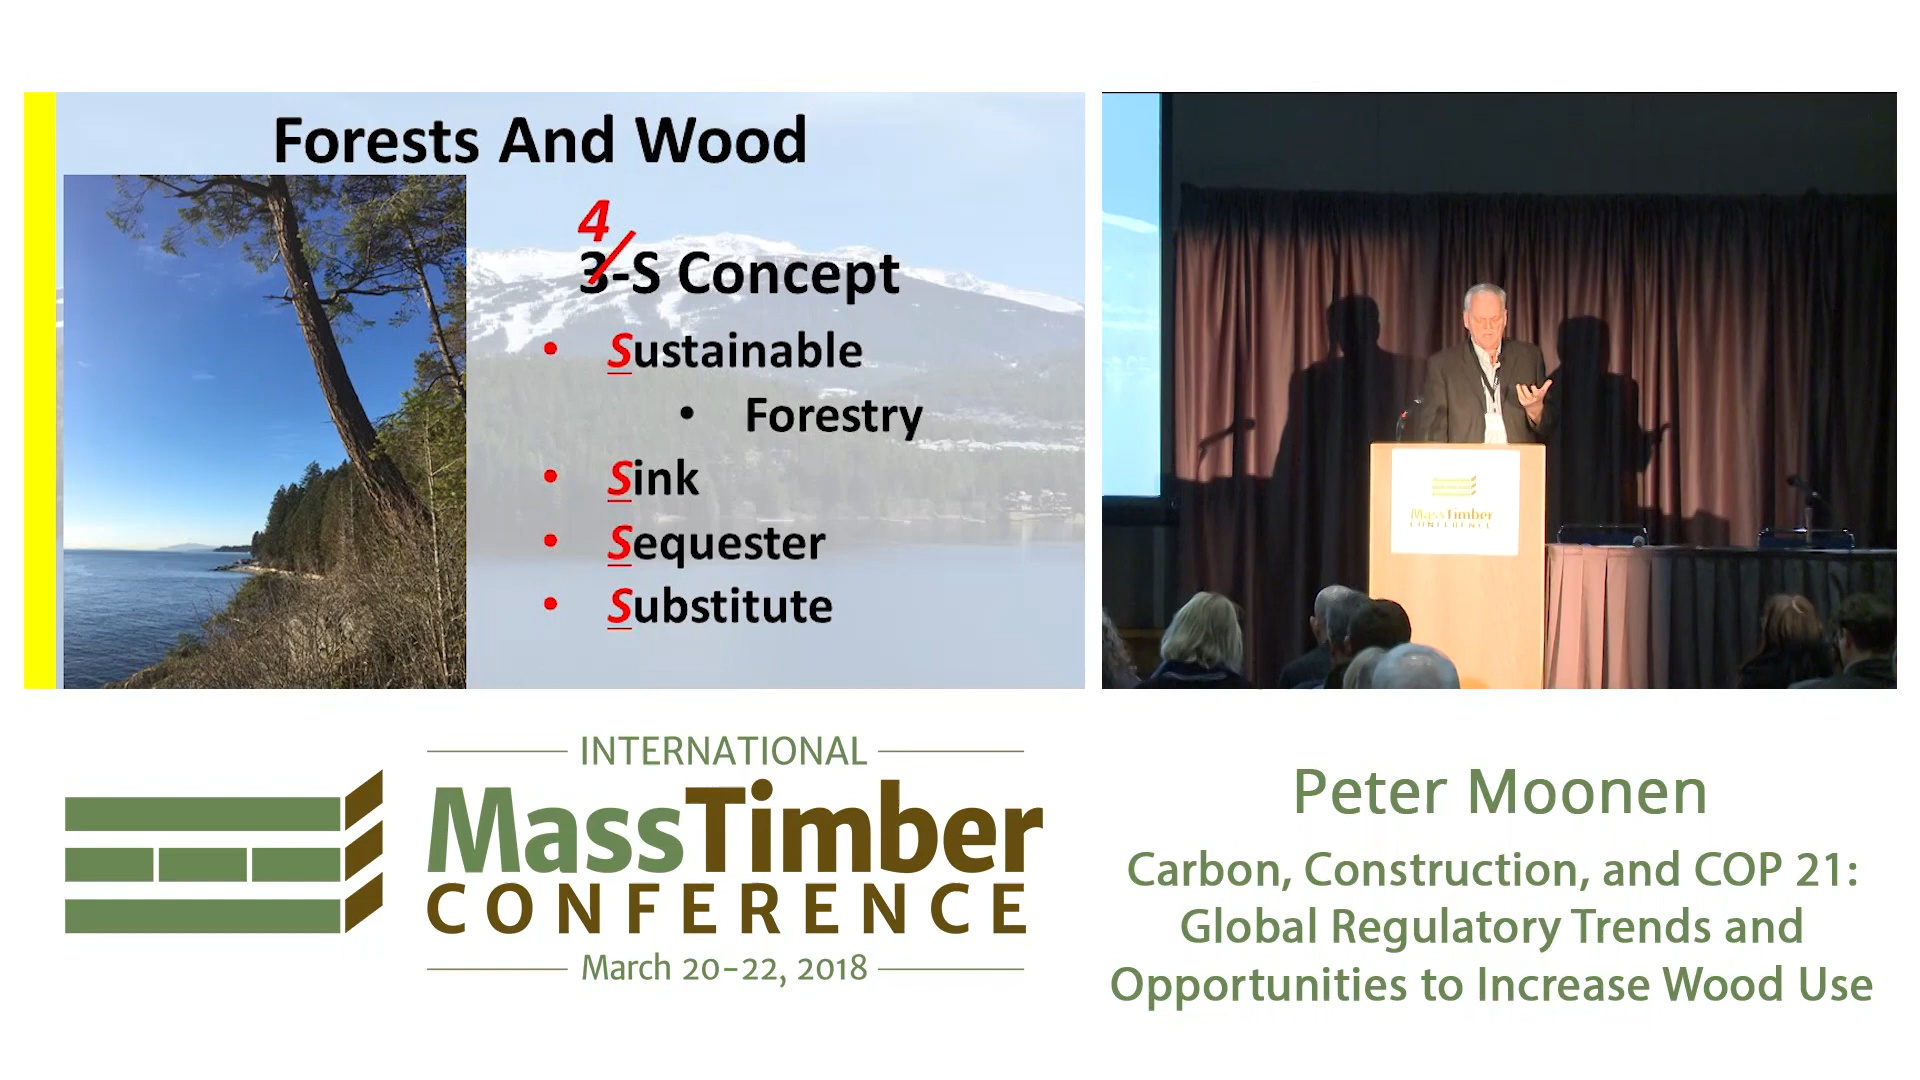 Forests And Wood
4
3-S Concept
• Sustainable
• Forestry
• Sink
• Sequester
• Substitute
MassTimber
CONFERENCE
INTERNATIONAL
MassTimber
CONFERENCE
March 20-22, 2018
Peter Moonen
Carbon, Construction, and COP 21:
Global Regulatory Trends and
Opportunities to Increase Wood Use